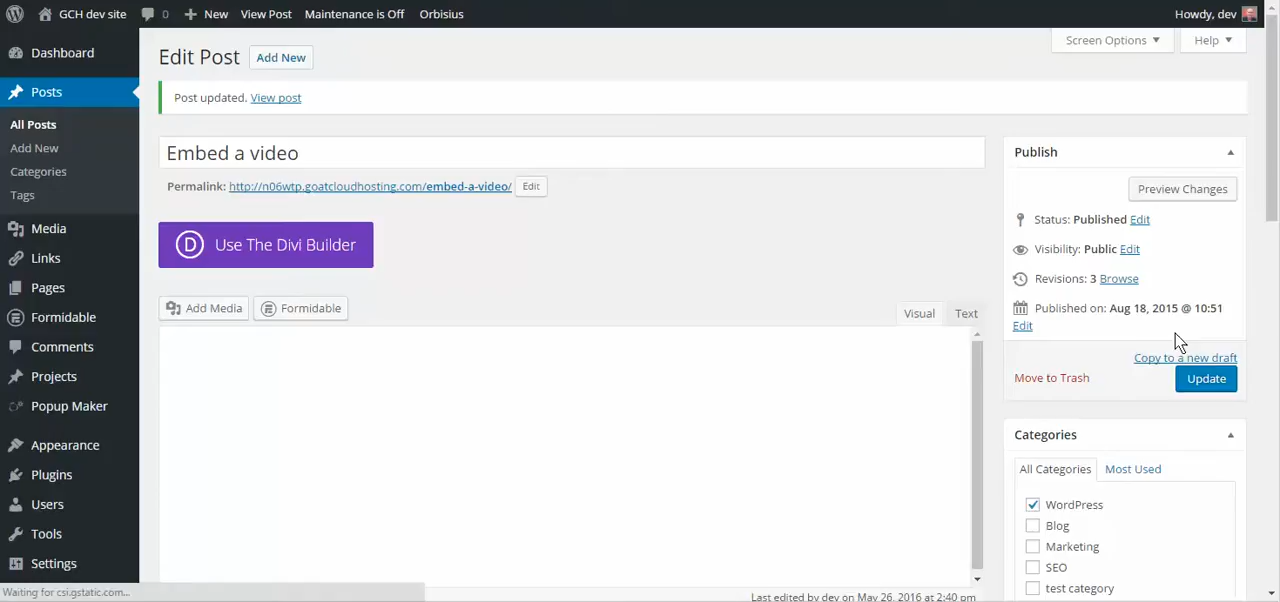 GCH dev site 0 New View Post Maintenance is Off Orbisius Howdy, dev
Dashboard
Posts
All Posts
Add New
Categories
Tags
Media
Links
Pages
Formidable
Comments
Projects
Popup Maker
Appearance
Plugins
Users
Tools
Settings
Screen Options Help
Edit Post Add New
Post updated. View post
Embed a video
Permalink: http://n06wtp.goatcloudhosting.com/embed-a-video/ Edit
D Use The Divi Builder
Add Media Formidable Visual Text
Last edited by dev on May 26, 2016 at 2:40 pm
Publish
Preview Changes
Status: Published Edit
Visibility: Public Edit
Revisions: 3 Browse
Published on: Aug 18, 2015 @ 10:51
Edit
Copy to a new draft
Move to Trash Update
Categories
All Categories Most Used
WordPress
Blog
Marketing
SEO
test category
Waiting for csi.gstatic.com...